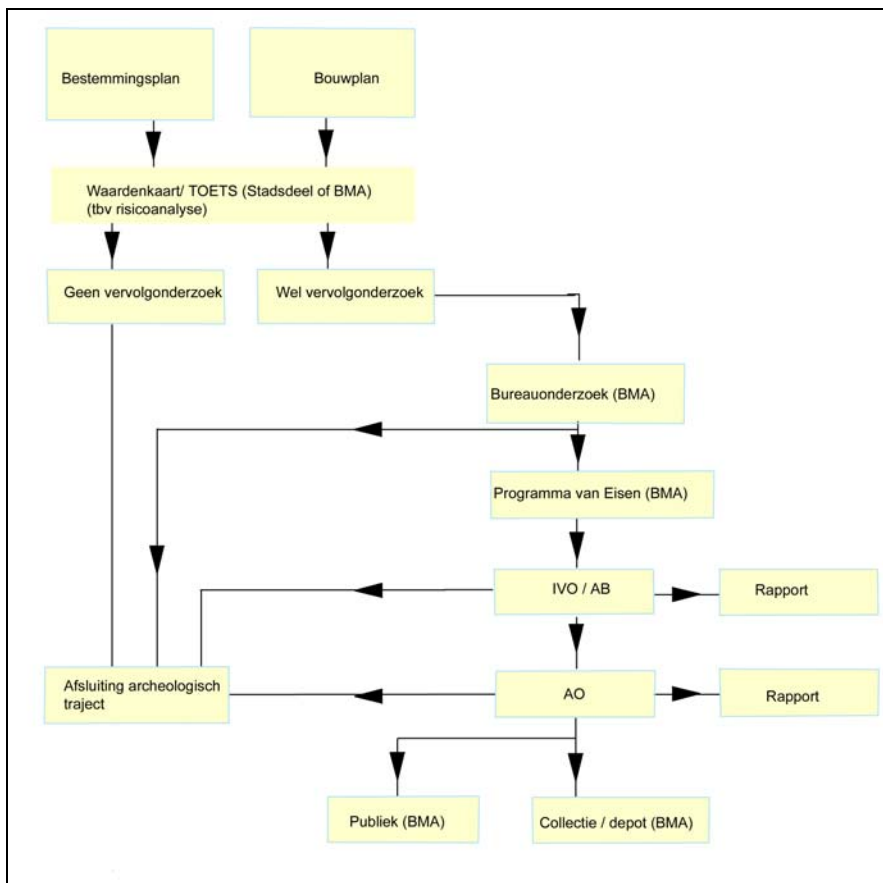 Bestemmingsplan
Bouwplan
Waardenkaart/ TOETS (Stadsdeel of BMA)
(tbv risicoanalyse)
Geen vervolgonderzoek
Wel vervolgonderzoek
Bureauonderzoek (BMA)
Programma van Eisen (BMA)
IVO / AB
Rapport
Afsluiting archeologisch
traject
AO
Rapport
Publiek (BMA)
Collectie / depot (BMA)